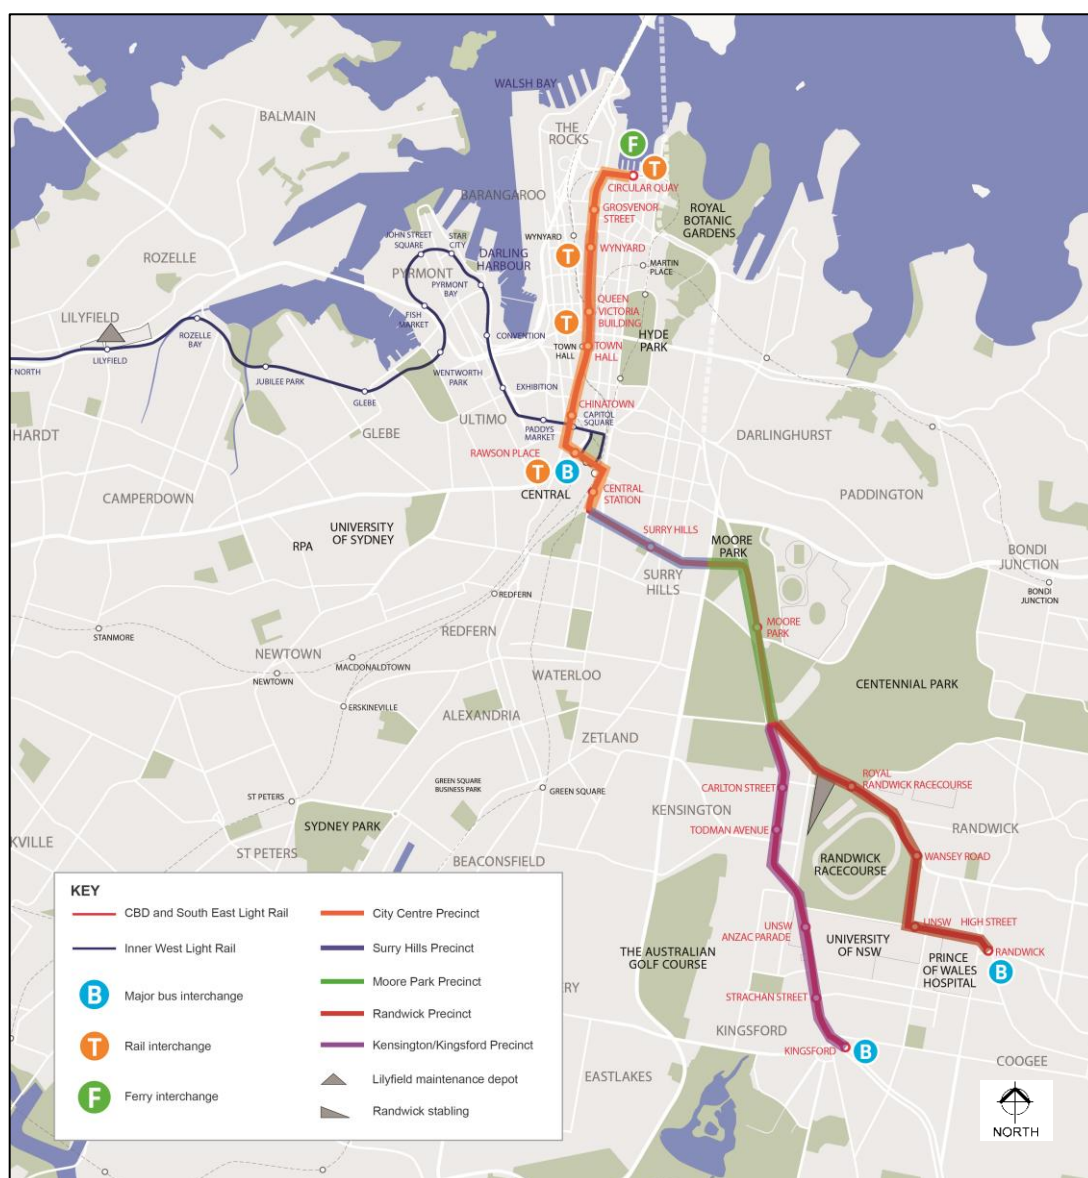 WALSH BAY
BALMAIN
THE
ROCKS
F
T
CIRCULAR QUAY
BARANGAROO
GROSVENOR
STREET
ROYAL
BOTANIC
GARDENS
JOHN STREET
SQUARE
STAR
CITY
WYNYARD
WYNYARD
T
ROZELLE
DARLING
HARBOUR
MARTIN
PLACE
PYRMONT
PYRMONT
BAY
QUEEN
VICTORIA
BUILDING
LILYFIELD
FISH
MARKET
T
HYDE
PARK
ROZELLE
BAY
CONVENTION
TOWN
HALL
TOWN
HALL
LILYFIELD
T NORTH
JUBILEE PARK
WENTWORTH
PARK
EXHIBITION
GLEBE
CHINATOWN
ULTIMO
CAPITOL
SQUARE
HARDT
GLEBE
PADDYS
MARKET
DARLINGHURST
RAWSON PLACE
T
B
CENTRAL
CENTRAL
STATION
CAMPERDOWN
PADDINGTON
UNIVERSITY
OF SYDNEY
SURRY HILLS
RPA
MOORE
PARK
BONDI
JUNCTION
SURRY
HILLS
BONDI
JUNCTION
REDFERN
STANMORE
REDFERN
MOORE
PARK
NEWTOWN
MACDONALDTOWN
NEWTOWN
WATERLOO
CENTENNIAL PARK
ERSKINEVILLE
ALEXANDRIA
ZETLAND
GREEN SQUARE
BUSINESS PARK
GREEN SQUARE
CARLTON STREET
ROYAL
RANDWICK RACECOURSE
ST PETERS
KENSINGTON
SYDNEY PARK
TODMAN AVENUE
RANDWICK
KVILLE
ST PETERS
BEACONSFIELD
RANDWICK
RACECOURSE
WANSEY ROAD
UNSW
ANZAC PARADE
UNSW HIGH STREET
THE AUSTRALIAN
GOLF COURSE
UNIVERSITY
OF NSW
PRINCE
OF WALES
HOSPITAL
RANDWICK
B
ERY
STRACHAN STREET
KINGSFORD
KINGSFORD
B
EASTLAKES
COOGEE
NORTH
KEY
CBD and South East Light Rail
Inner West Light Rail
B Major bus interchange
T Rail interchange
F Ferry interchange
City Centre Precinct
Surry Hills Precinct
Moore Park Precinct
Randwick Precinct
Kensington/Kingsford Precinct
Lilyfield maintenance depot
Randwick stabling